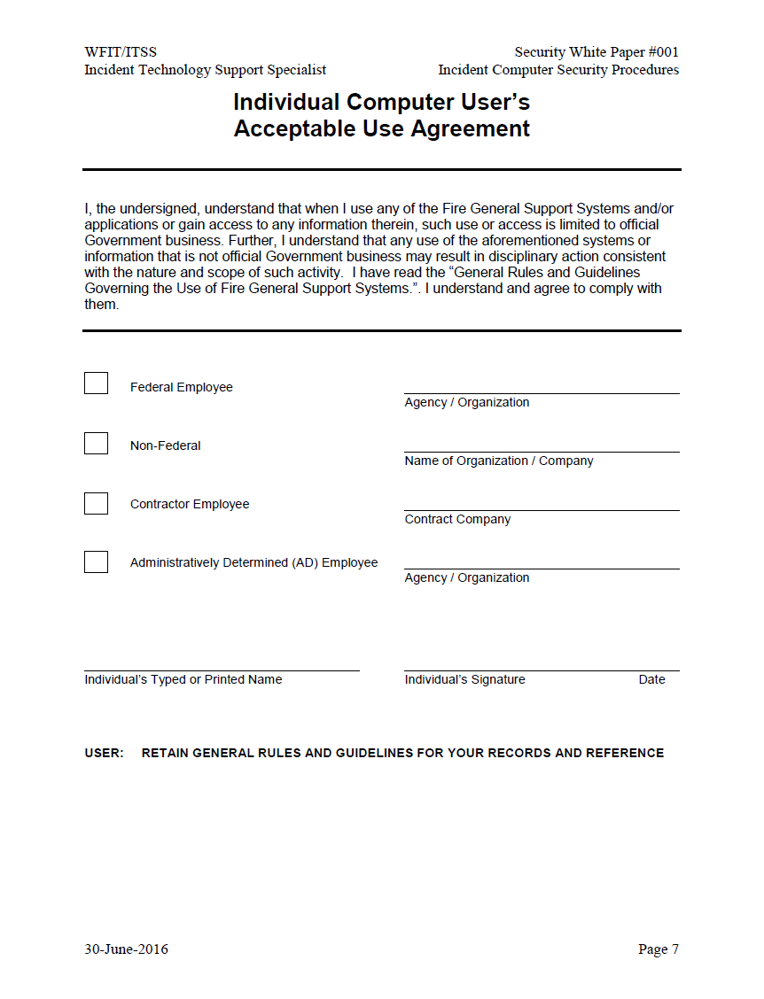 WFIT/ITSS Security White Paper #001
Incident Technology Support Specialist Incident Computer Security Procedures
Individual Computer User’s
Acceptable Use Agreement
I, the undersigned, understand that when I use any of the Fire General Support Systems and/or
applications or gain access to any information therein, such use or access is limited to official
Government business. Further, I understand that any use of the aforementioned systems or
information that is not official Government business may result in disciplinary action consistent
with the nature and scope of such activity.  I have read the “General Rules and Guidelines
Governing the Use of Fire General Support Systems.”. I understand and agree to comply with
them.
Federal Employee
Agency / Organization
Non-Federal
Name of Organization / Company
Contractor Employee
Contract Company
Administratively Determined (AD) Employee
Agency / Organization
Individual’s Typed or Printed Name Individual’s Signature Date
USER: RETAIN GENERAL RULES AND GUIDELINES FOR YOUR RECORDS AND REFERENCE
30-June-2016 Page 7